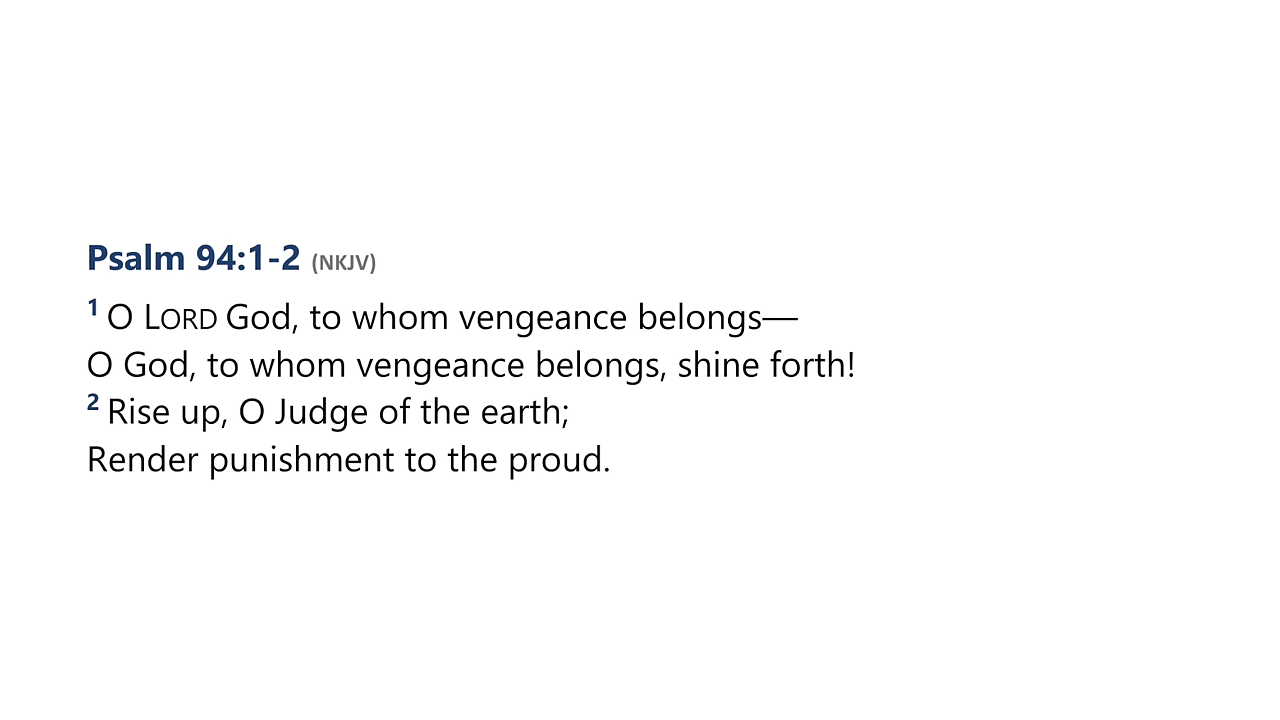 Psalm 94:1-2 (NKJV)
1 O LORD God, to whom vengeance belongs—
O God, to whom vengeance belongs, shine forth!
2 Rise up, O Judge of the earth;
Render punishment to the proud.